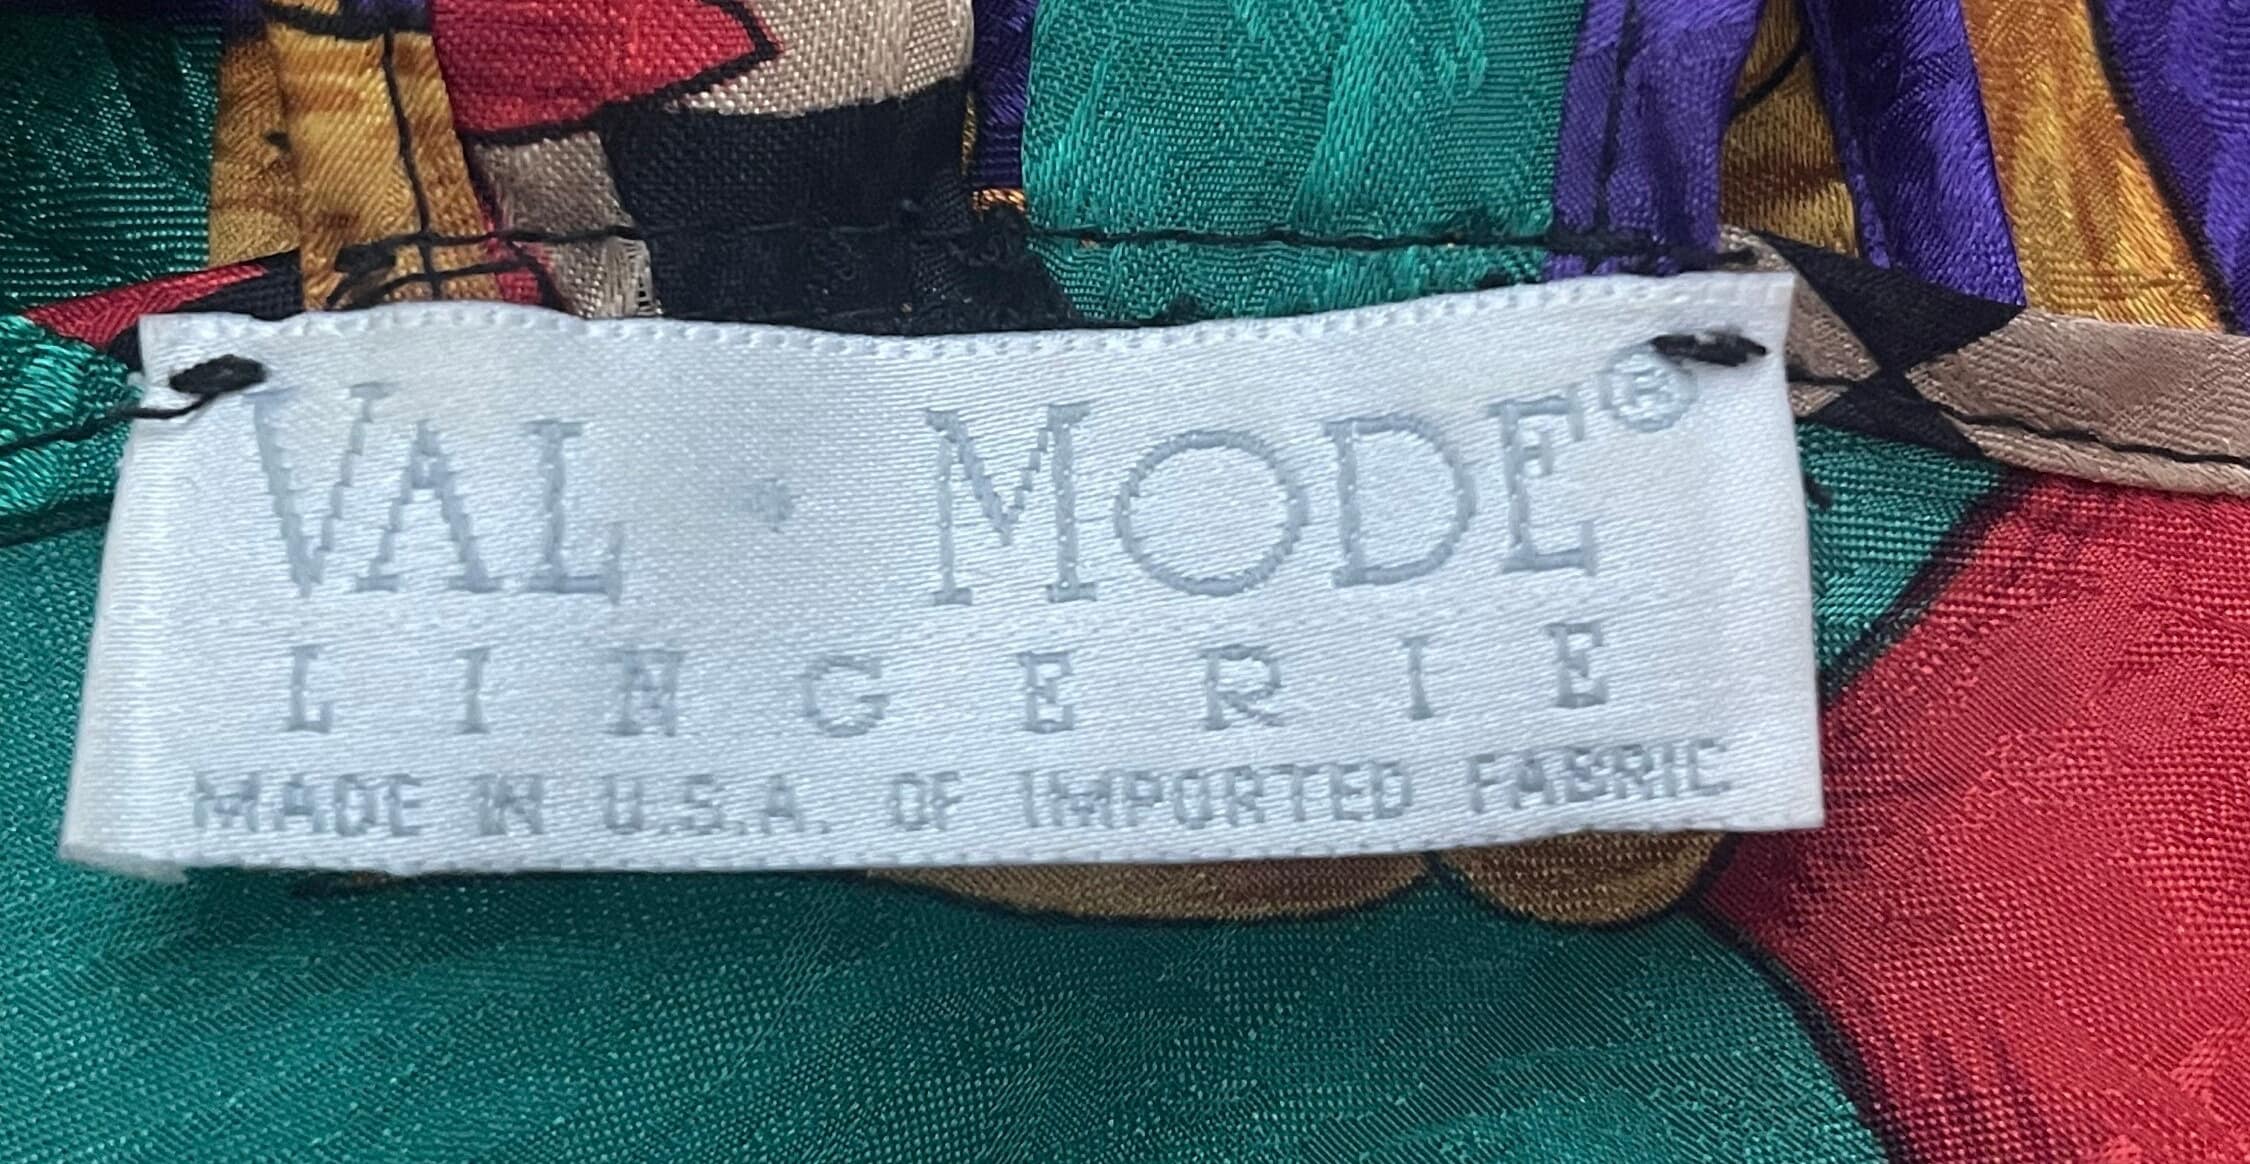 VAL · MODE®
LINGERIE
MADE IN U.S.A. OF IMPORTED FABRIC